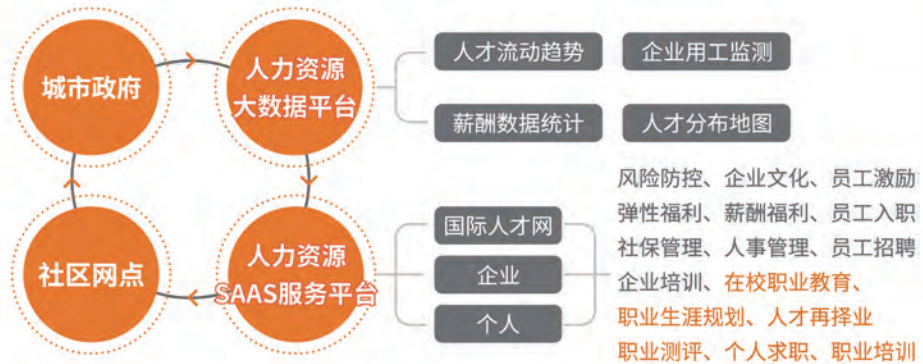 城市政府
人力资源
大数据平台
人才流动趋势
企业用工监测
薪酬数据统计
人才分布地图
社区网点
人力资源
SAAS服务平台
国际人才网
企业
个人
风险防控、企业文化、员工激励
弹性福利、薪酬福利、员工入职
社保管理、人事管理、员工招聘
企业培训、在校职业教育、
职业生涯规划、人才再择业
职业测评、个人求职、职业培训